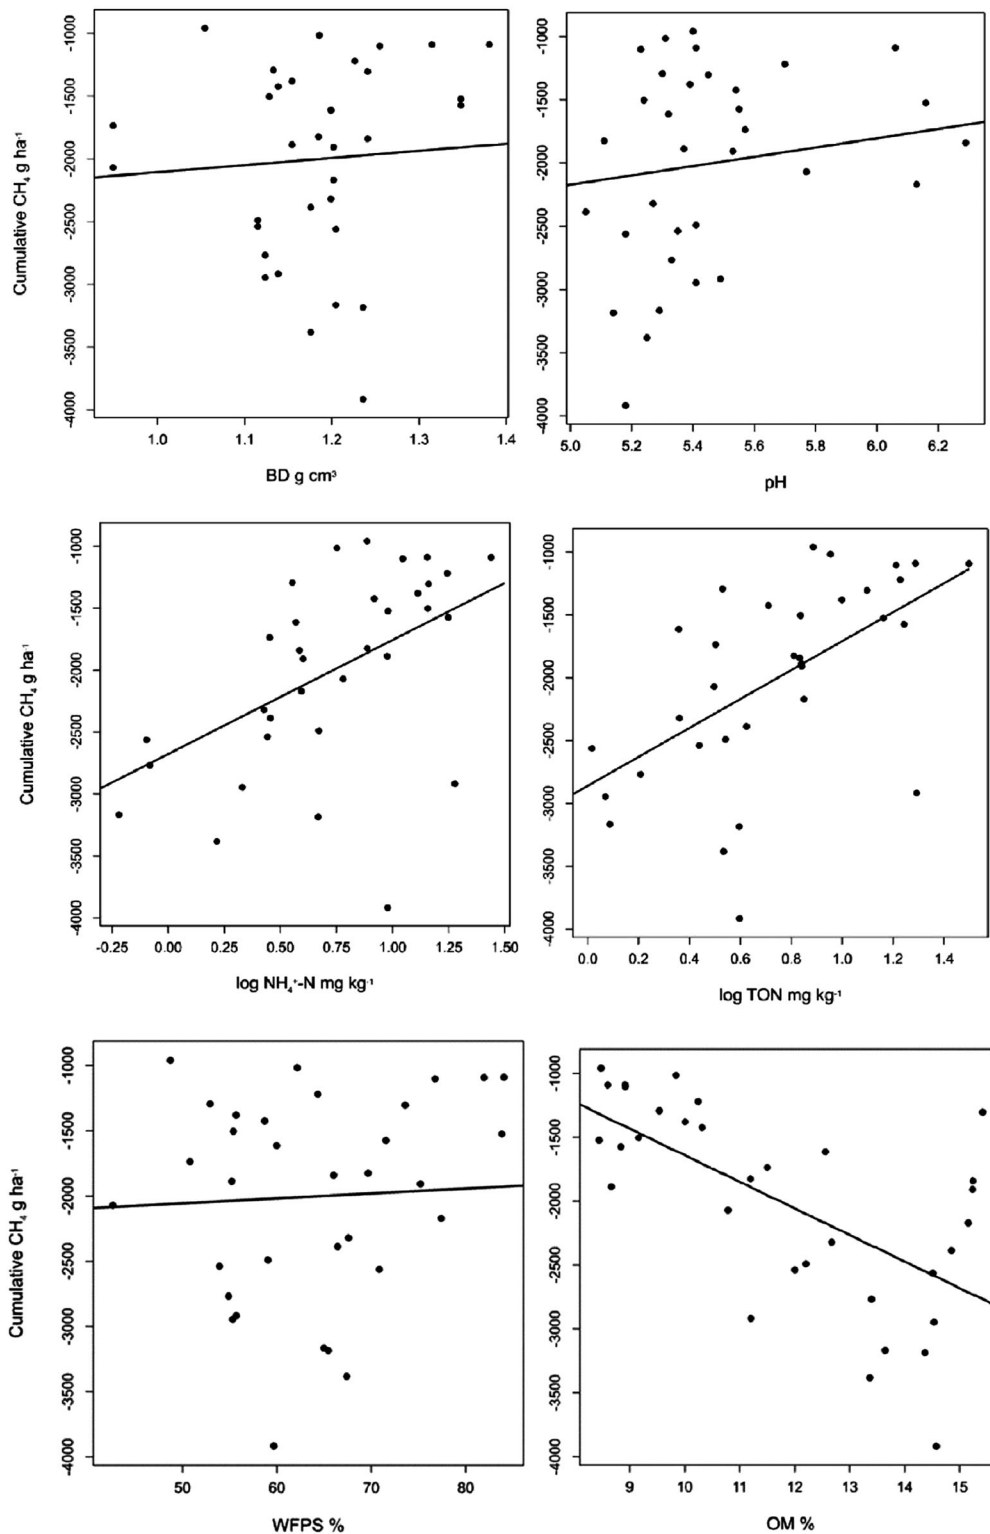 Cumulative CH₄ g ha⁻¹
-1000
-1500
-2000
-2500
-3000
-3500
-4000
1.0 1.1 1.2 1.3 1.4
BD g cm³
-1000
-1500
-2000
-2500
-3000
-3500
-4000
5.0 5.2 5.4 5.6 5.8 6.0 6.2
pH
Cumulative CH₄ g ha⁻¹
-1000
-1500
-2000
-2500
-3000
-3500
-4000
-0.25 0.00 0.25 0.50 0.75 1.00 1.25 1.50
log NH₄⁺-N mg kg⁻¹
-1000
-1500
-2000
-2500
-3000
-3500
-4000
0.0 0.2 0.4 0.6 0.8 1.0 1.2 1.4
log TON mg kg⁻¹
Cumulative CH₄ g ha⁻¹
-1000
-1500
-2000
-2500
-3000
-3500
-4000
50 60 70 80
WFPS %
-1000
-1500
-2000
-2500
-3000
-3500
-4000
9 10 11 12 13 14 15
OM %